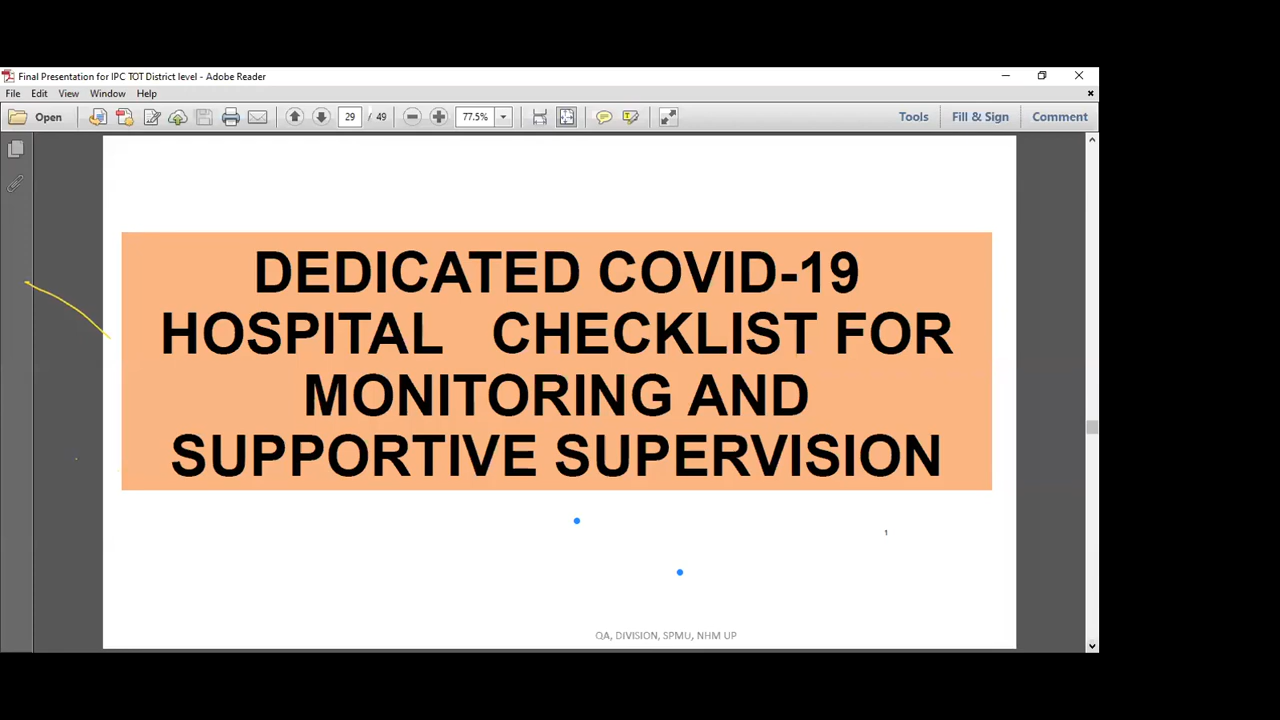 Final Presentation for IPC TOT District level - Adobe Reader
File Edit View Window Help
Open 29 / 49 77.5% Tools Fill & Sign Comment
DEDICATED COVID-19
HOSPITAL CHECKLIST FOR
MONITORING AND
SUPPORTIVE SUPERVISION
1
QA, DIVISION, SPMU, NHM UP